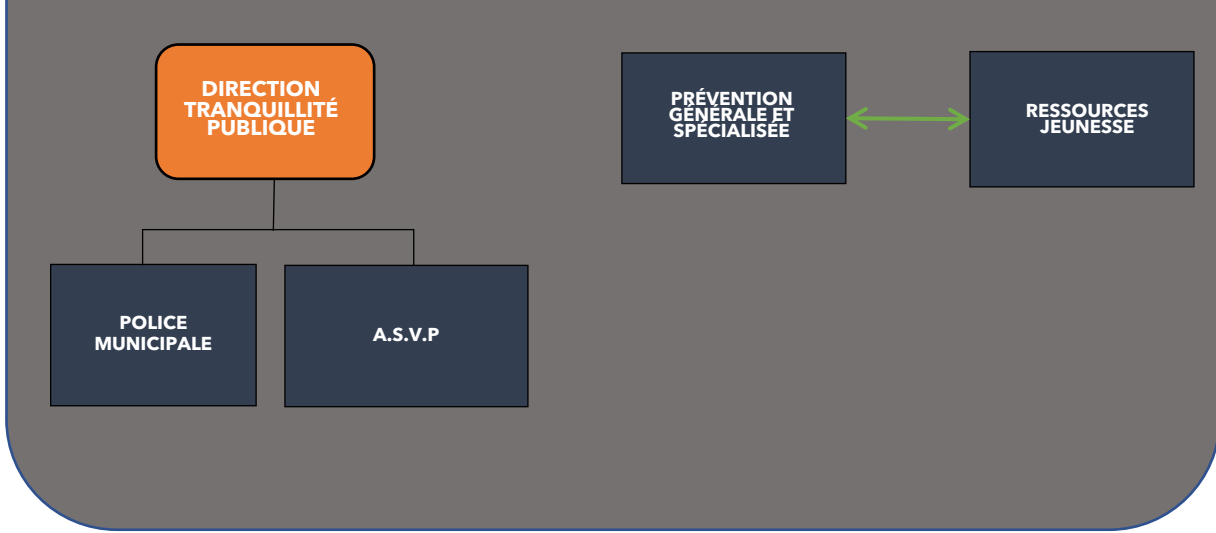 DIRECTION
TRANQUILLITÉ
PUBLIQUE
PRÉVENTION
GÉNÉRALE ET
SPÉCIALISÉE
RESSOURCES
JEUNESSE
POLICE
MUNICIPALE
A.S.V.P